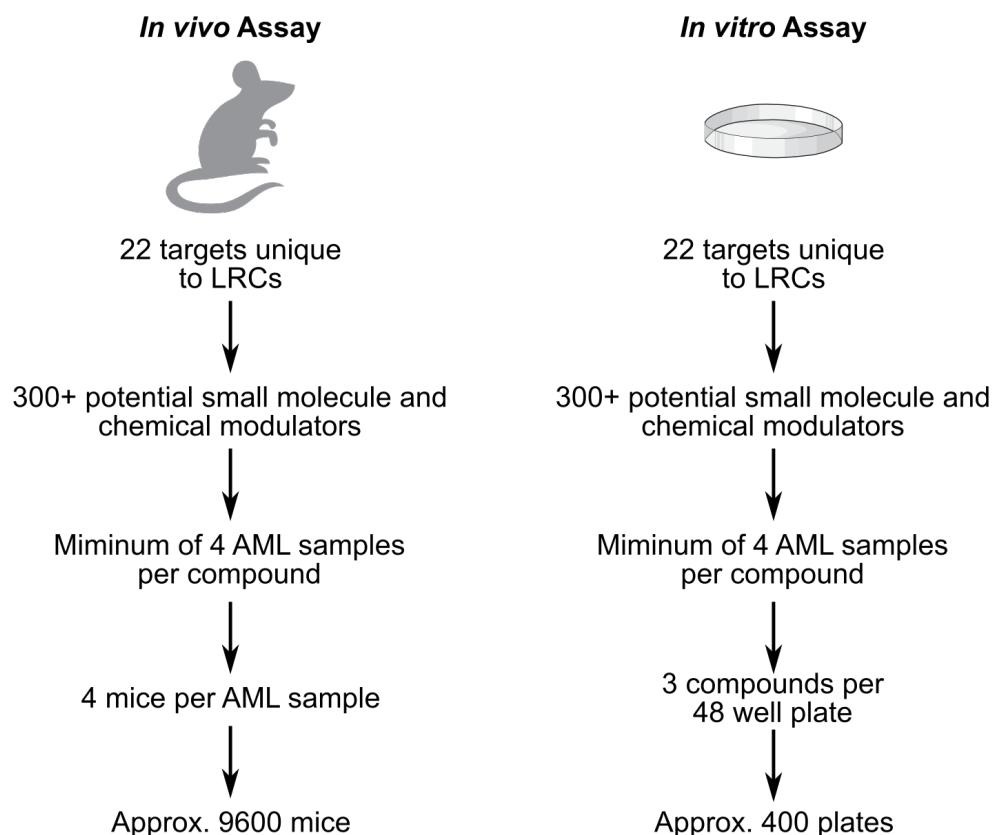 In vivo Assay
22 targets unique
to LRCs
300+ potential small molecule and
chemical modulators
Miminum of 4 AML samples
per compound
4 mice per AML sample
Approx. 9600 mice
In vitro Assay
22 targets unique
to LRCs
300+ potential small molecule and
chemical modulators
Miminum of 4 AML samples
per compound
3 compounds per
48 well plate
Approx. 400 plates